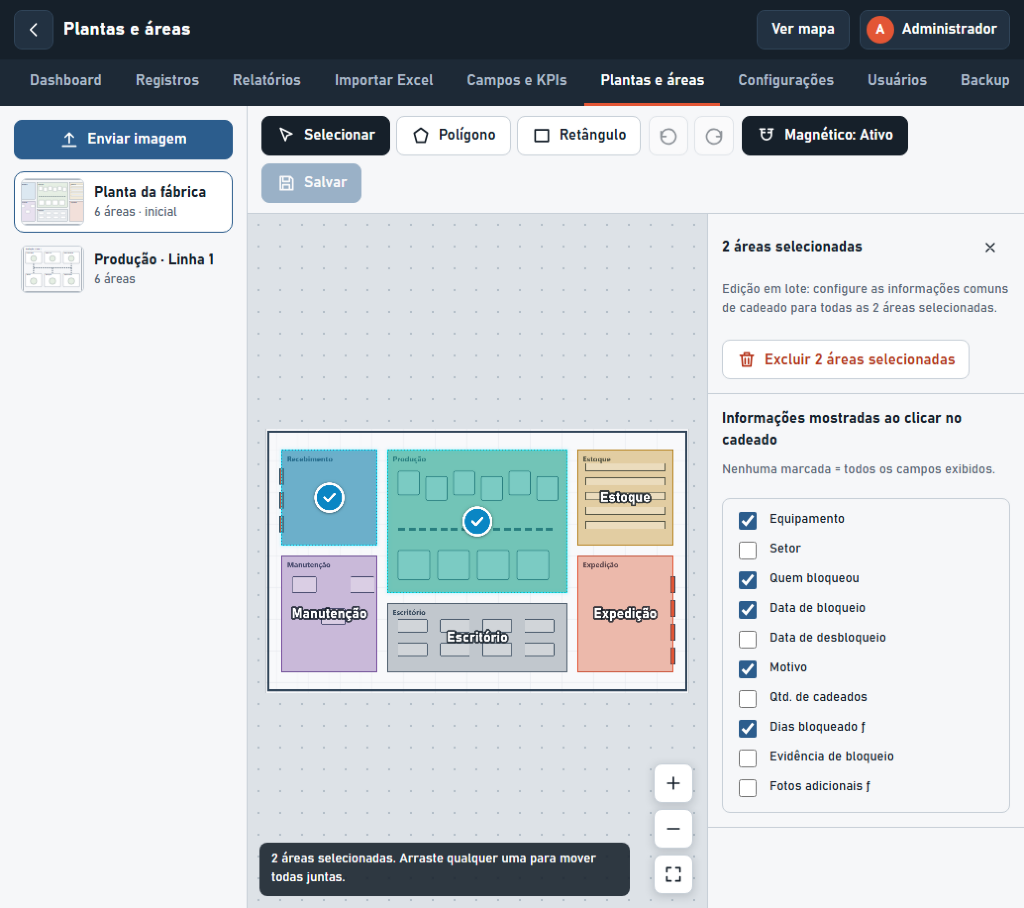 Plantas e áreas
Ver mapa
A
Administrador
Dashboard
Registros
Relatórios
Importar Excel
Campos e KPIs
Plantas e áreas
Configurações
Usuários
Backup
Enviar imagem
Selecionar
Polígono
Retângulo
Magnético: Ativo
Salvar
Planta da fábrica
6 áreas · inicial
Produção · Linha 1
6 áreas
Recebimento
Produção
Estoque
Estoque
Manutenção
Manutenção
Escritório
Escritório
Expedição
Expedição
2 áreas selecionadas. Arraste qualquer uma para mover
todas juntas.
2 áreas selecionadas
Edição em lote: configure as informações comuns
de cadeado para todas as 2 áreas selecionadas.
Excluir 2 áreas selecionadas
Informações mostradas ao clicar no
cadeado
Nenhuma marcada = todos os campos exibidos.
Equipamento
Setor
Quem bloqueou
Data de bloqueio
Data de desbloqueio
Motivo
Qtd. de cadeados
Dias bloqueado ƒ
Evidência de bloqueio
Fotos adicionais ƒ